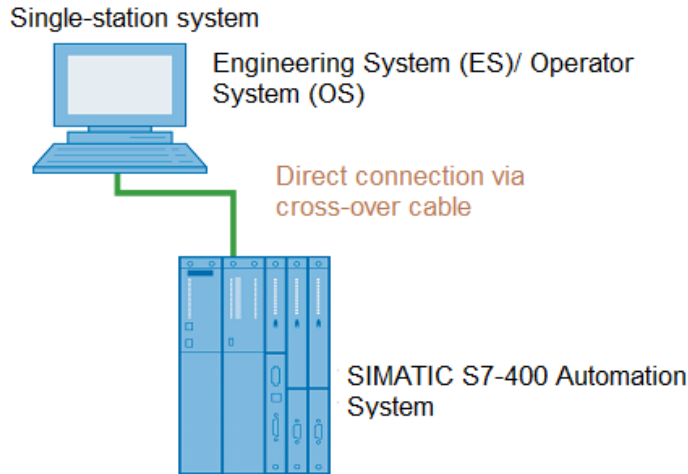 Single-station system
Engineering System (ES)/ Operator
System (OS)
Direct connection via
cross-over cable
SIMATIC S7-400 Automation
System